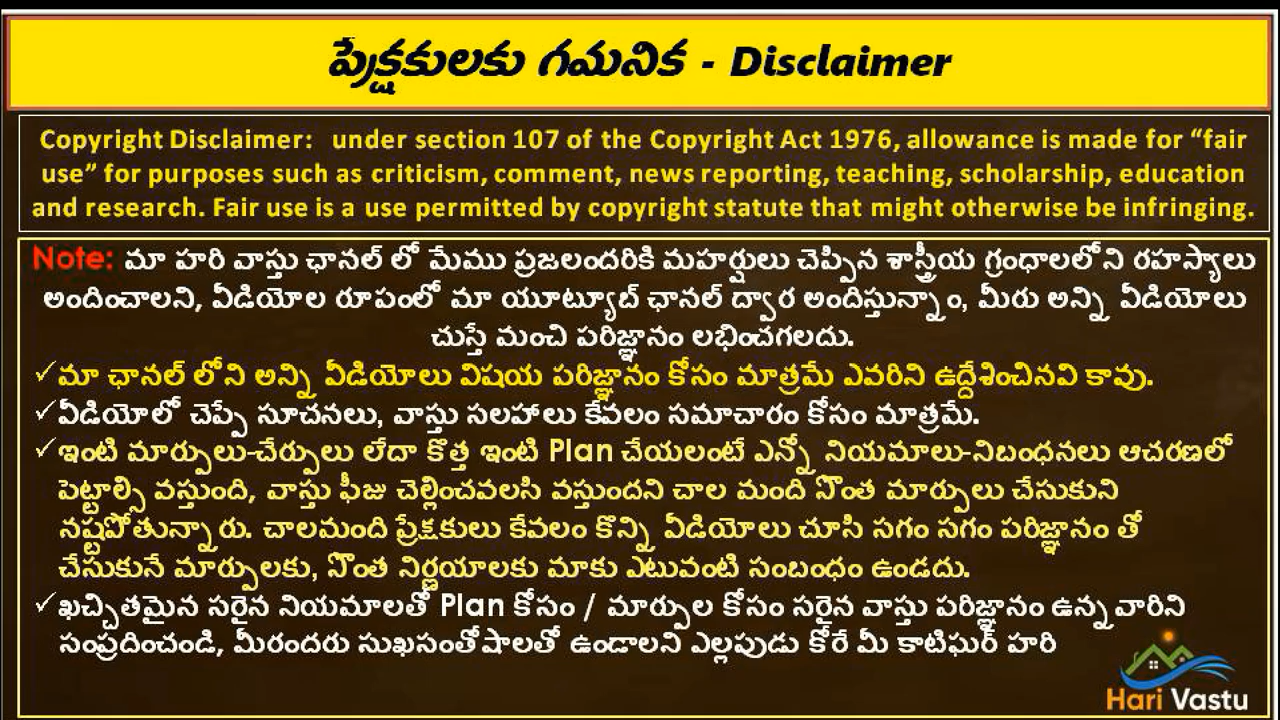 ప్రేక్షకులకు గమనిక - Disclaimer
Copyright Disclaimer: under section 107 of the Copyright Act 1976, allowance is made for “fair
use” for purposes such as criticism, comment, news reporting, teaching, scholarship, education
and research. Fair use is a use permitted by copyright statute that might otherwise be infringing.
Note: మా హరి వాస్తు ఛానల్ లో మేము ప్రజలందరికి మహర్షులు చెప్పిన శాస్త్రీయ గ్రంధాలలోని రహస్యాలు
అందించాలని, వీడియోల రూపంలో మా యూట్యూబ్ ఛానల్ ద్వార అందిస్తున్నాం, మీరు అన్ని వీడియోలు
చుస్తే మంచి పరిజ్ఞానం లభించగలదు.
✓మా ఛానల్ లోని అన్ని వీడియోలు విషయ పరిజ్ఞానం కోసం మాత్రమే ఎవరిని ఉద్దేశించినవి కావు.
✓వీడియోలో చెప్పే సూచనలు, వాస్తు సలహాలు కేవలం సమాచారం కోసం మాత్రమే.
✓ఇంటి మార్పులు-చేర్పులు లేదా కొత్త ఇంటి Plan చేయలంటే ఎన్నో నియమాలు-నిబంధనలు ఆచరణలో
పెట్టాల్సి వస్తుంది, వాస్తు ఫీజు చెల్లించవలసి వస్తుందని చాల మంది సొంత మార్పులు చేసుకుని
నష్టపోతున్నారు. చాలమంది ప్రేక్షకులు కేవలం కొన్ని వీడియోలు చూసి సగం సగం పరిజ్ఞానం తో
చేసుకునే మార్పులకు, సొంత నిర్ణయాలకు మాకు ఎటువంటి సంబంధం ఉండదు.
✓ఖచ్చితమైన సరైన నియమాలతో Plan కోసం / మార్పుల కోసం సరైన వాస్తు పరిజ్ఞానం ఉన్నవారిని
సంప్రదించండి, మీరందరు సుఖసంతోషాలతో ఉండాలని ఎల్లపుడు కోరే మీ కాటిఘర్ హరి
Hari Vastu